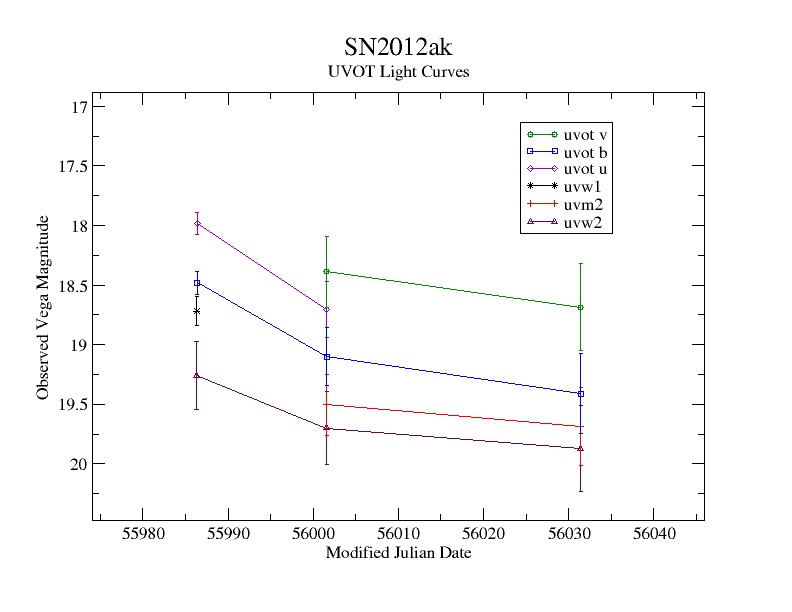 SN2012ak
UVOT Light Curves
17
17.5
18
18.5
19
19.5
20
Observed Vega Magnitude
uvot v
uvot b
uvot u
uvw1
uvm2
uvw2
55980 55990 56000 56010 56020 56030 56040
Modified Julian Date